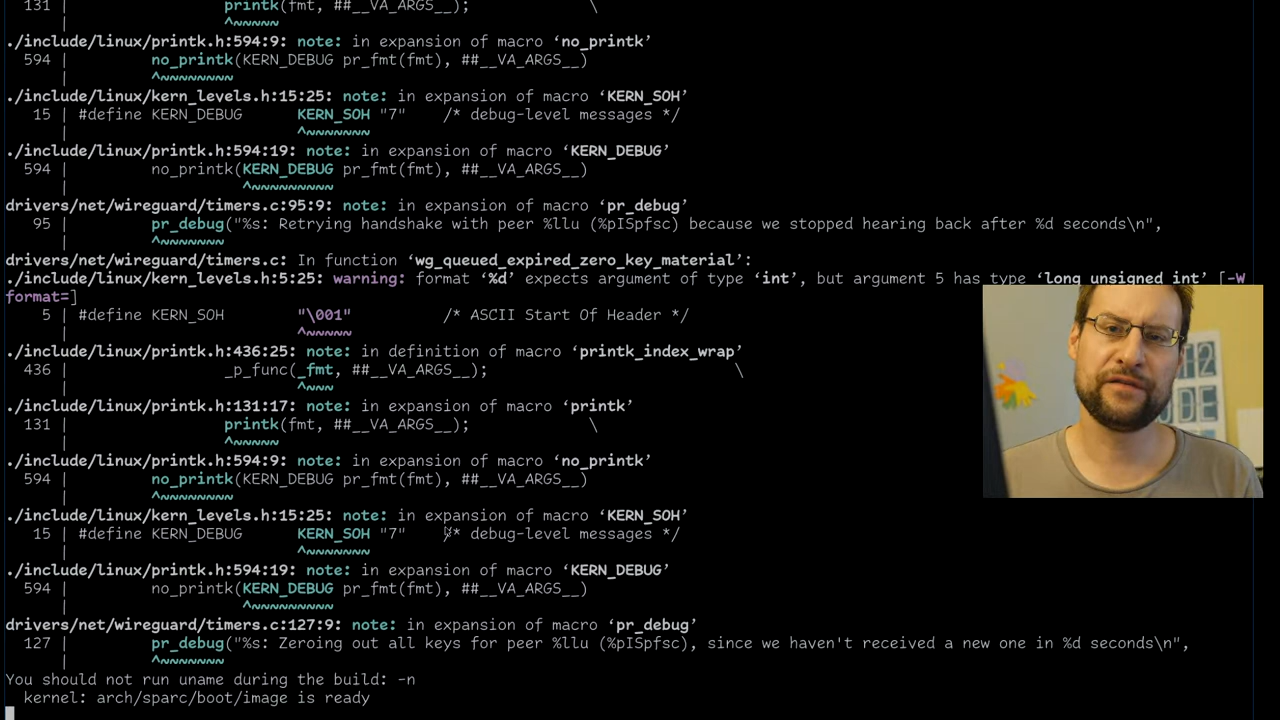 131 |                 printk(fmt, ##__VA_ARGS__);                 \
    |                 ^~~~~~
./include/linux/printk.h:594:9: note: in expansion of macro ‘no_printk’
594 |         no_printk(KERN_DEBUG pr_fmt(fmt), ##__VA_ARGS__)
    |         ^~~~~~~~~
./include/linux/kern_levels.h:15:25: note: in expansion of macro ‘KERN_SOH’
15 | #define KERN_DEBUG      KERN_SOH "7"    /* debug-level messages */
    |                         ^~~~~~~~
./include/linux/printk.h:594:19: note: in expansion of macro ‘KERN_DEBUG’
594 |         no_printk(KERN_DEBUG pr_fmt(fmt), ##__VA_ARGS__)
    |                   ^~~~~~~~~~
drivers/net/wireguard/timers.c:95:9: note: in expansion of macro ‘pr_debug’
95 |         pr_debug("%s: Retrying handshake with peer %llu (%pISpfsc) because we stopped hearing back after %d seconds\n",
    |         ^~~~~~~~
drivers/net/wireguard/timers.c: In function ‘wg_queued_expired_zero_key_material’:
./include/linux/kern_levels.h:5:25: warning: format ‘%d’ expects argument of type ‘int’, but argument 5 has type ‘long unsigned int’ [-W
format=]
5 | #define KERN_SOH        "\001"          /* ASCII Start Of Header */
    |                         ^~~~~~
./include/linux/printk.h:436:25: note: in definition of macro ‘printk_index_wrap’
436 |                 _p_func(_fmt, ##__VA_ARGS__);                           \
    |                         ^~~~
./include/linux/printk.h:131:17: note: in expansion of macro ‘printk’
131 |                 printk(fmt, ##__VA_ARGS__);             \
    |                 ^~~~~~
./include/linux/printk.h:594:9: note: in expansion of macro ‘no_printk’
594 |         no_printk(KERN_DEBUG pr_fmt(fmt), ##__VA_ARGS__)
    |         ^~~~~~~~~
./include/linux/kern_levels.h:15:25: note: in expansion of macro ‘KERN_SOH’
15 | #define KERN_DEBUG      KERN_SOH "7"    /* debug-level messages */
    |                         ^~~~~~~~
./include/linux/printk.h:594:19: note: in expansion of macro ‘KERN_DEBUG’
594 |         no_printk(KERN_DEBUG pr_fmt(fmt), ##__VA_ARGS__)
    |                   ^~~~~~~~~~
drivers/net/wireguard/timers.c:127:9: note: in expansion of macro ‘pr_debug’
127 |         pr_debug("%s: Zeroing out all keys for peer %llu (%pISpfsc), since we haven't received a new one in %d seconds\n",
    |         ^~~~~~~~
You should not run uname during the build: -n
  kernel: arch/sparc/boot/image is ready